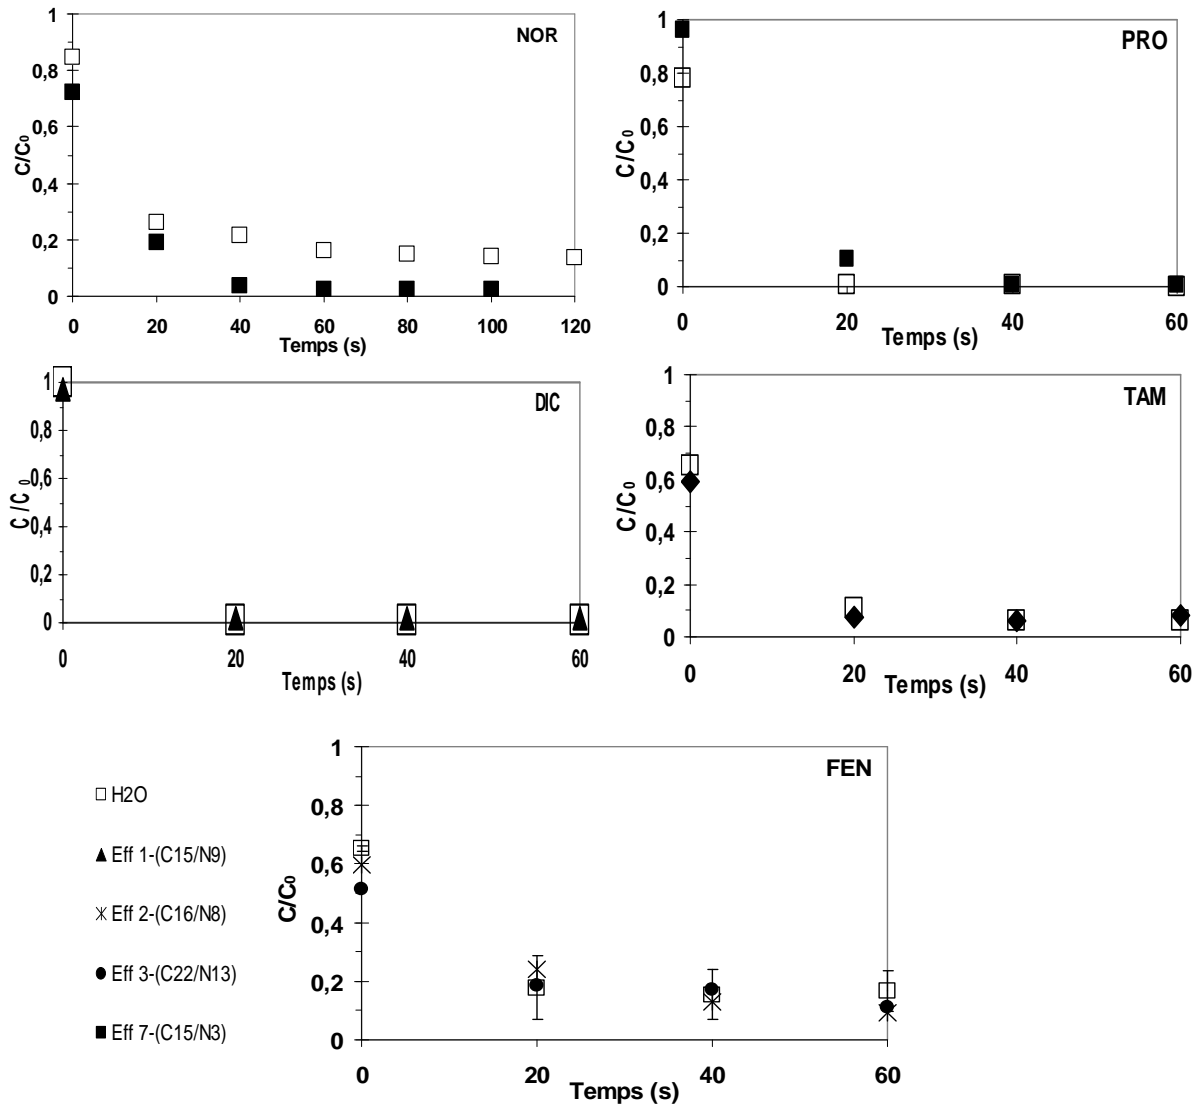 NOR
C/C0
1
0,8
0,6
0,4
0,2
0
0 20 40 60 80 100 120
Temps (s)
PRO
C/C0
1
0,8
0,6
0,4
0,2
0
0 20 40 60
Temps (s)
DIC
C/C0
1
0,8
0,6
0,4
0,2
0
0 20 40 60
Temps (s)
TAM
C/C0
1
0,8
0,6
0,4
0,2
0
0 20 40 60
Temps (s)
H2O
Eff 1-(C15/N9)
Eff 2-(C16/N8)
Eff 3-(C22/N13)
Eff 7-(C15/N3)
FEN
C/C0
1
0,8
0,6
0,4
0,2
0
0 20 40 60
Temps (s)